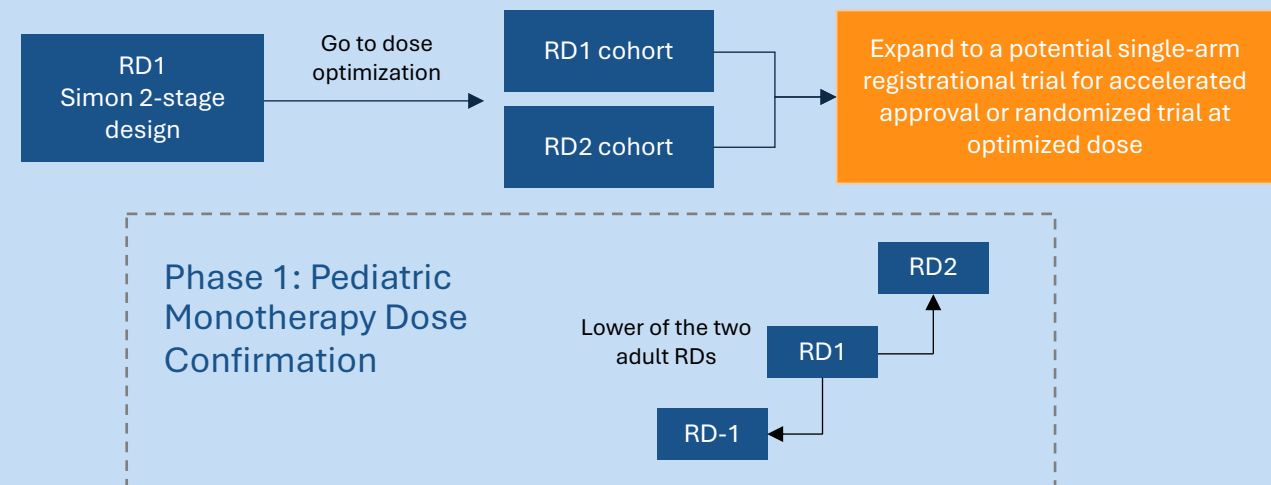 RD1
Simon 2-stage
design
Go to dose
optimization
RD1 cohort
RD2 cohort
Expand to a potential single-arm
registrational trial for accelerated
approval or randomized trial at
optimized dose
Phase 1: Pediatric
Monotherapy Dose
Confirmation
Lower of the two
adult RDs
RD2
RD1
RD-1